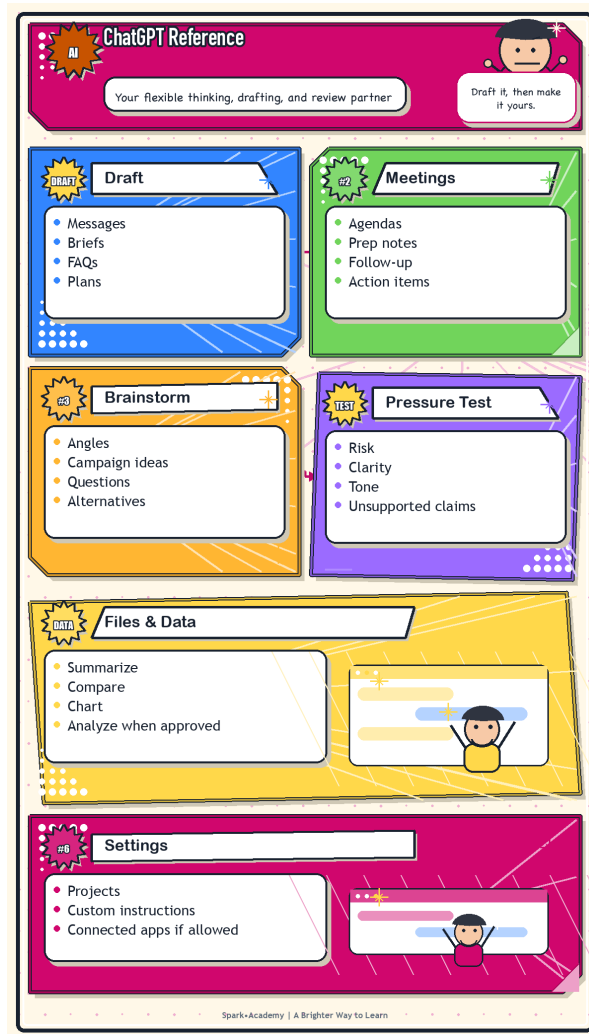 AI
ChatGPT Reference
Your flexible thinking, drafting, and review partner
Draft it, then make
it yours.
DRAFT
Draft
Messages
Briefs
FAQs
Plans
#2
Meetings
Agendas
Prep notes
Follow-up
Action items
#3
Brainstorm
Angles
Campaign ideas
Questions
Alternatives
TEST
Pressure Test
Risk
Clarity
Tone
Unsupported claims
DATA
Files & Data
Summarize
Compare
Chart
Analyze when approved
#6
Settings
Projects
Custom instructions
Connected apps if allowed
Spark•Academy | A Brighter Way to Learn